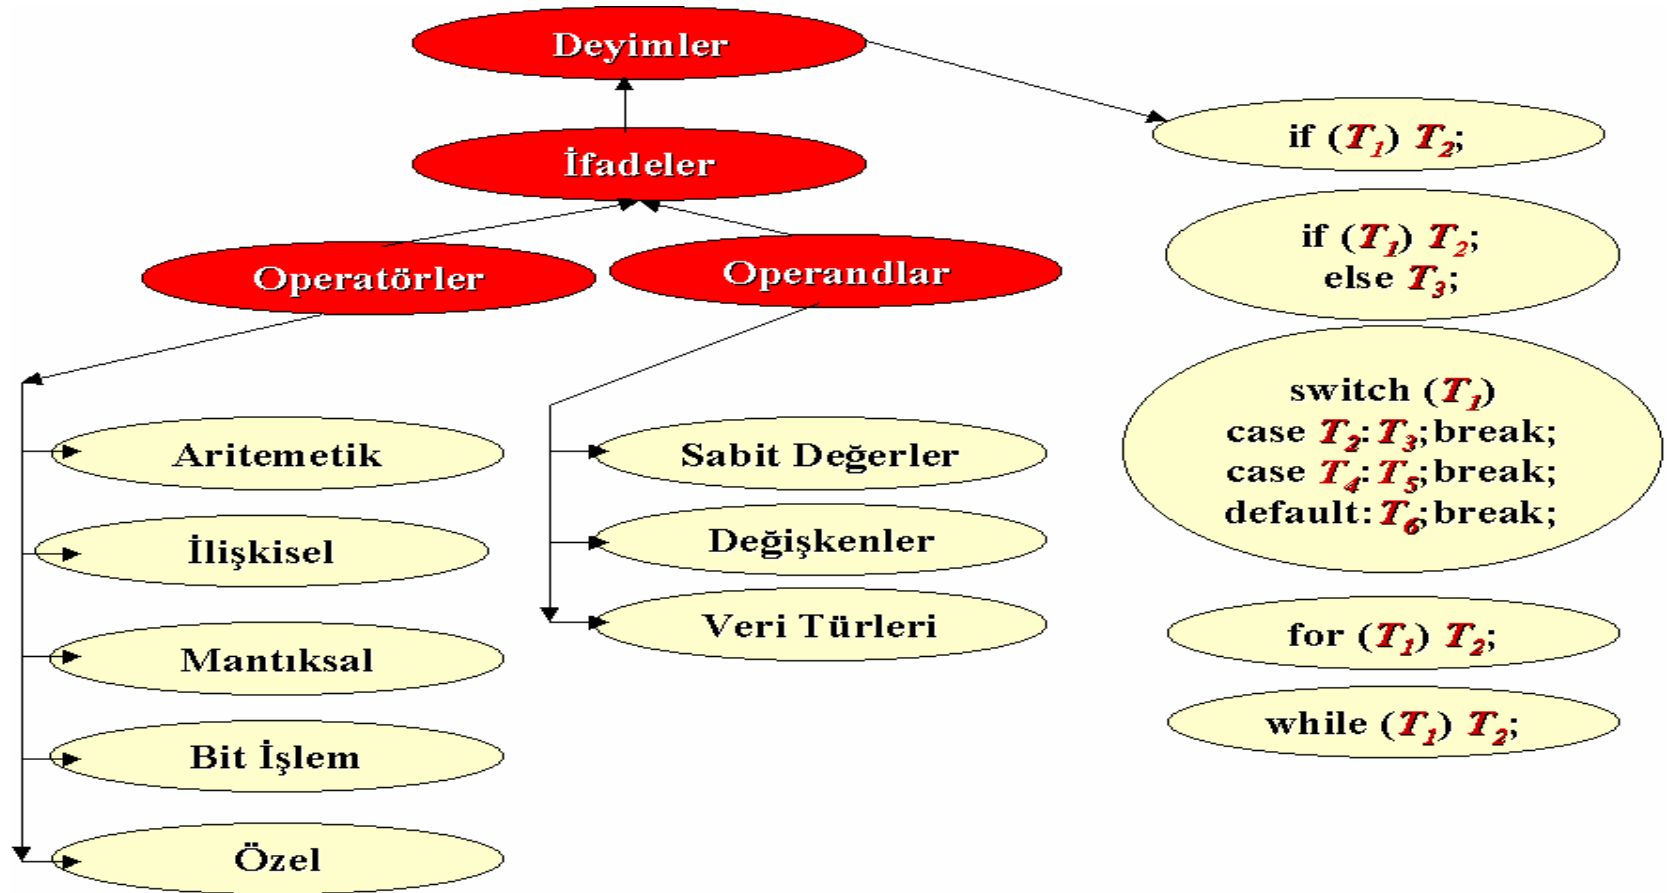 Deyimler
İfadeler
Operatörler
Operandlar
Aritemetik
İlişkisel
Mantıksal
Bit İşlem
Özel
Sabit Değerler
Değişkenler
Veri Türleri
if (T₁) T₂;
if (T₁) T₂;
else T₃;
switch (T₁)
case T₂: T₃;break;
case T₄: T₅;break;
default: T₆;break;
for (T₁) T₂;
while (T₁) T₂;